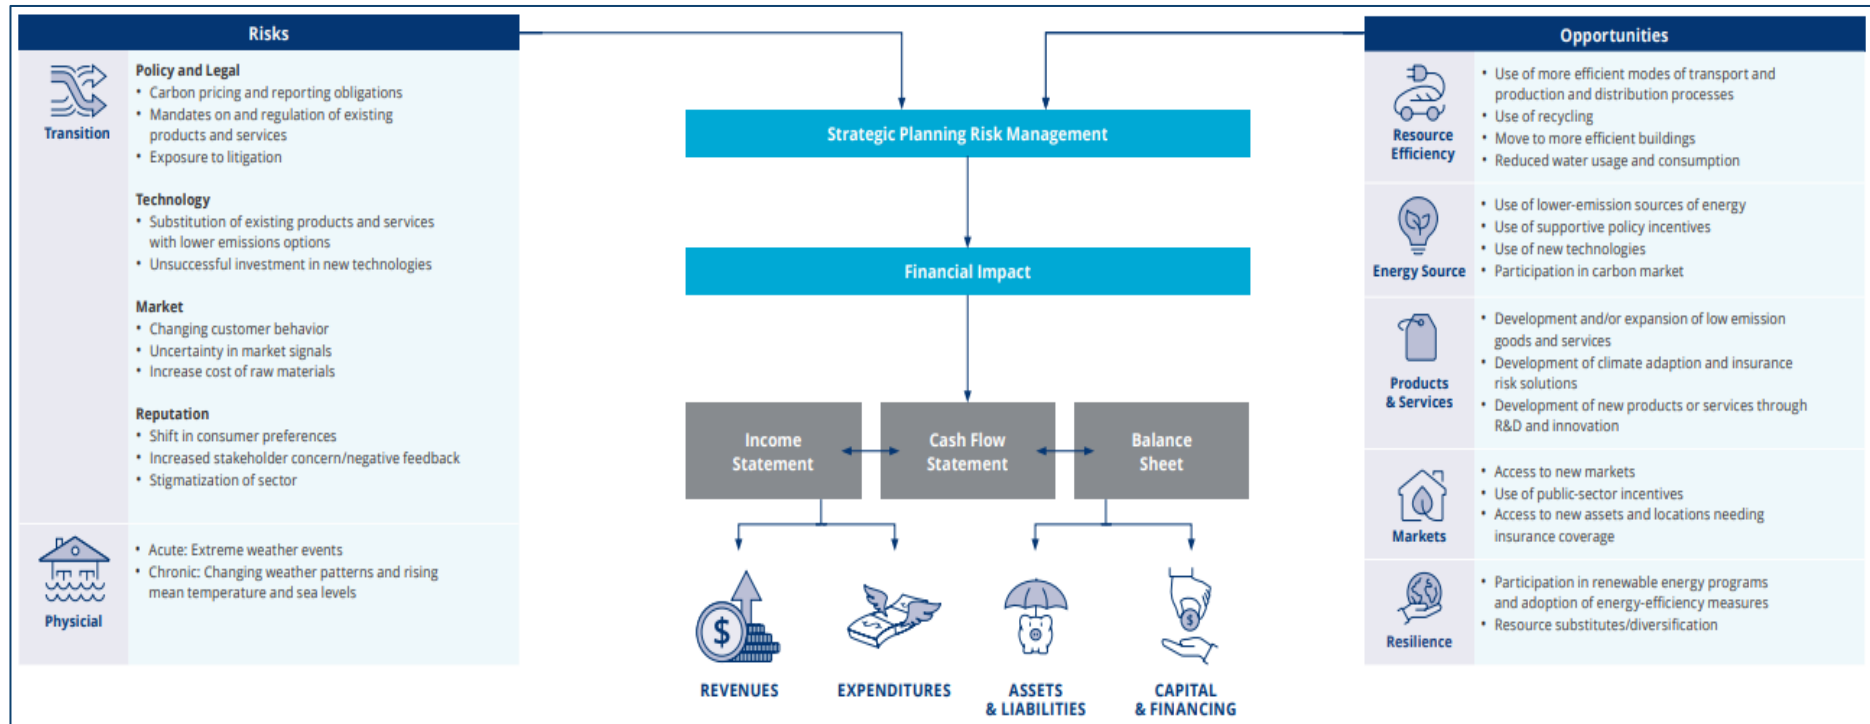 Risks
Transition
Policy and Legal
• Carbon pricing and reporting obligations
• Mandates on and regulation of existing
products and services
• Exposure to litigation
Technology
• Substitution of existing products and services
with lower emissions options
• Unsuccessful investment in new technologies
Market
• Changing customer behavior
• Uncertainty in market signals
• Increase cost of raw materials
Reputation
• Shift in consumer preferences
• Increased stakeholder concern/negative feedback
• Stigmatization of sector
Physicial
• Acute: Extreme weather events
• Chronic: Changing weather patterns and rising
mean temperature and sea levels
Strategic Planning Risk Management
Financial Impact
Income
Statement
Cash Flow
Statement
Balance
Sheet
$
REVENUES
EXPENDITURES
ASSETS
& LIABILITIES
$
CAPITAL
& FINANCING
Opportunities
Resource
Efficiency
• Use of more efficient modes of transport and
production and distribution processes
• Use of recycling
• Move to more efficient buildings
• Reduced water usage and consumption
Energy Source
• Use of lower-emission sources of energy
• Use of supportive policy incentives
• Use of new technologies
• Participation in carbon market
Products
& Services
• Development and/or expansion of low emission
goods and services
• Development of climate adaption and insurance
risk solutions
• Development of new products or services through
R&D and innovation
Markets
• Access to new markets
• Use of public-sector incentives
• Access to new assets and locations needing
insurance coverage
Resilience
• Participation in renewable energy programs
and adoption of energy-efficiency measures
• Resource substitutes/diversification